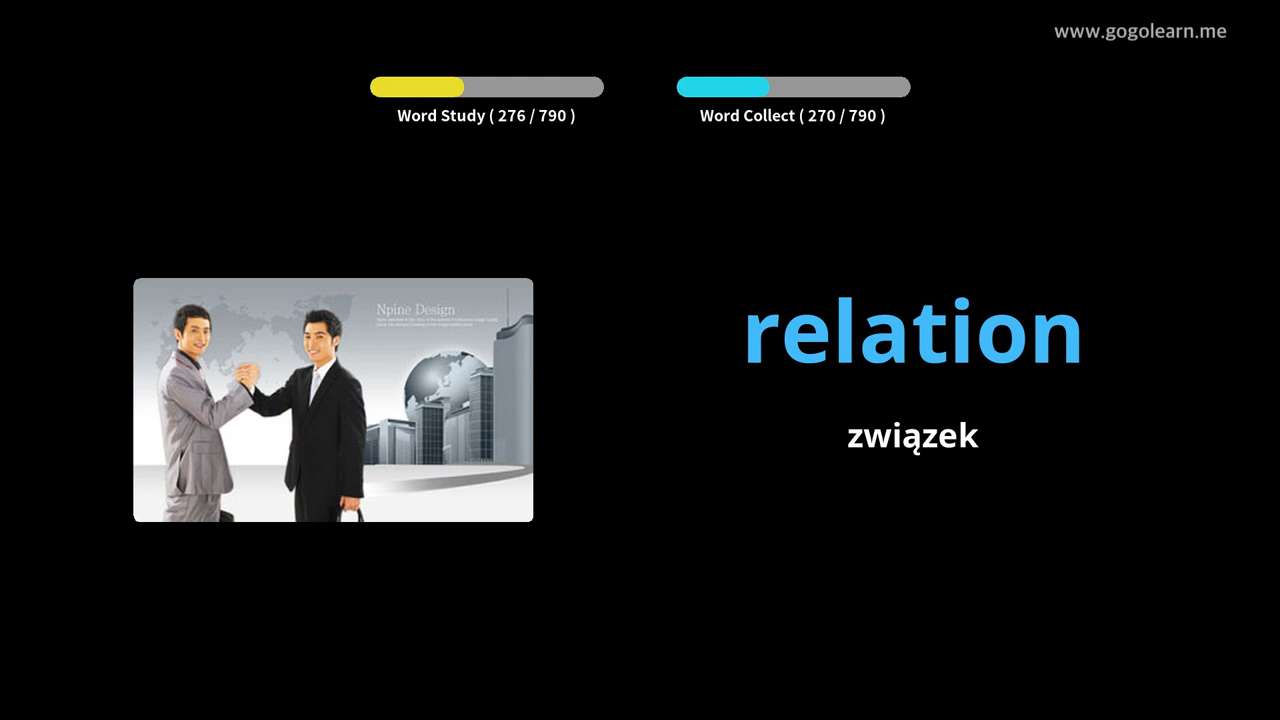 www.gogolearn.me
Word Study ( 276 / 790 )
Word Collect ( 270 / 790 )
Npine Design
relation
związek